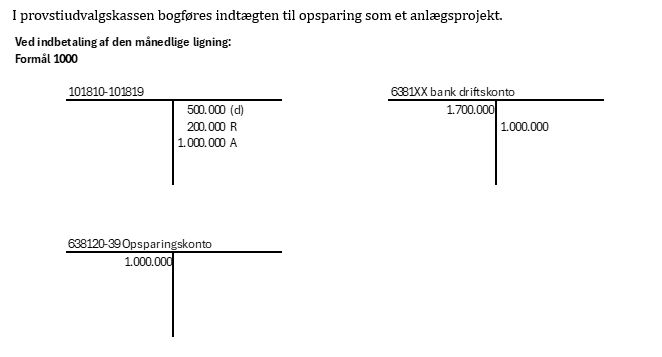 I provstiudvalgskassen bogføres indtægten til opsparing som et anlægsprojekt.
Ved indbetaling af den månedlige ligning:
Formål 1000
101810-101819
500.000 (d)
200.000 R
1.000.000 A
6381XX bank driftskonto
1.700.000
1.000.000
638120-39 Opsparingskonto
1.000.000